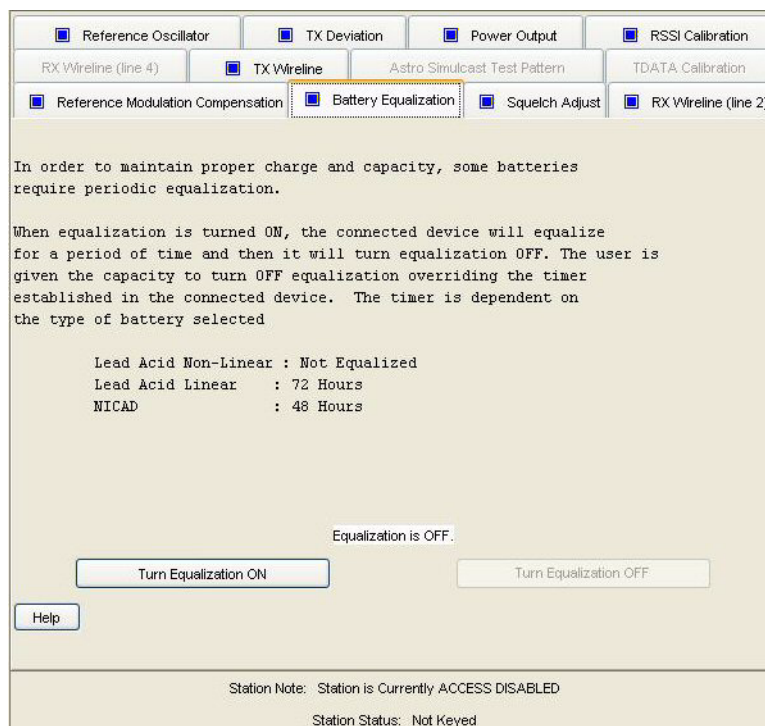 Reference Oscillator TX Deviation Power Output RSSI Calibration
RX Wireline (line 4) TX Wireline Astro Simulcast Test Pattern TDATA Calibration
Reference Modulation Compensation Battery Equalization Squelch Adjust RX Wireline (line 2)
In order to maintain proper charge and capacity, some batteries
require periodic equalization.
When equalization is turned ON, the connected device will equalize
for a period of time and then it will turn equalization OFF. The user is
given the capacity to turn OFF equalization overriding the timer
established in the connected device. The timer is dependent on
the type of battery selected
Lead Acid Non-Linear : Not Equalized
Lead Acid Linear : 72 Hours
NICAD : 48 Hours
Equalization is OFF.
Turn Equalization ON Turn Equalization OFF
Help
Station Note: Station is Currently ACCESS DISABLED
Station Status: Not Keyed